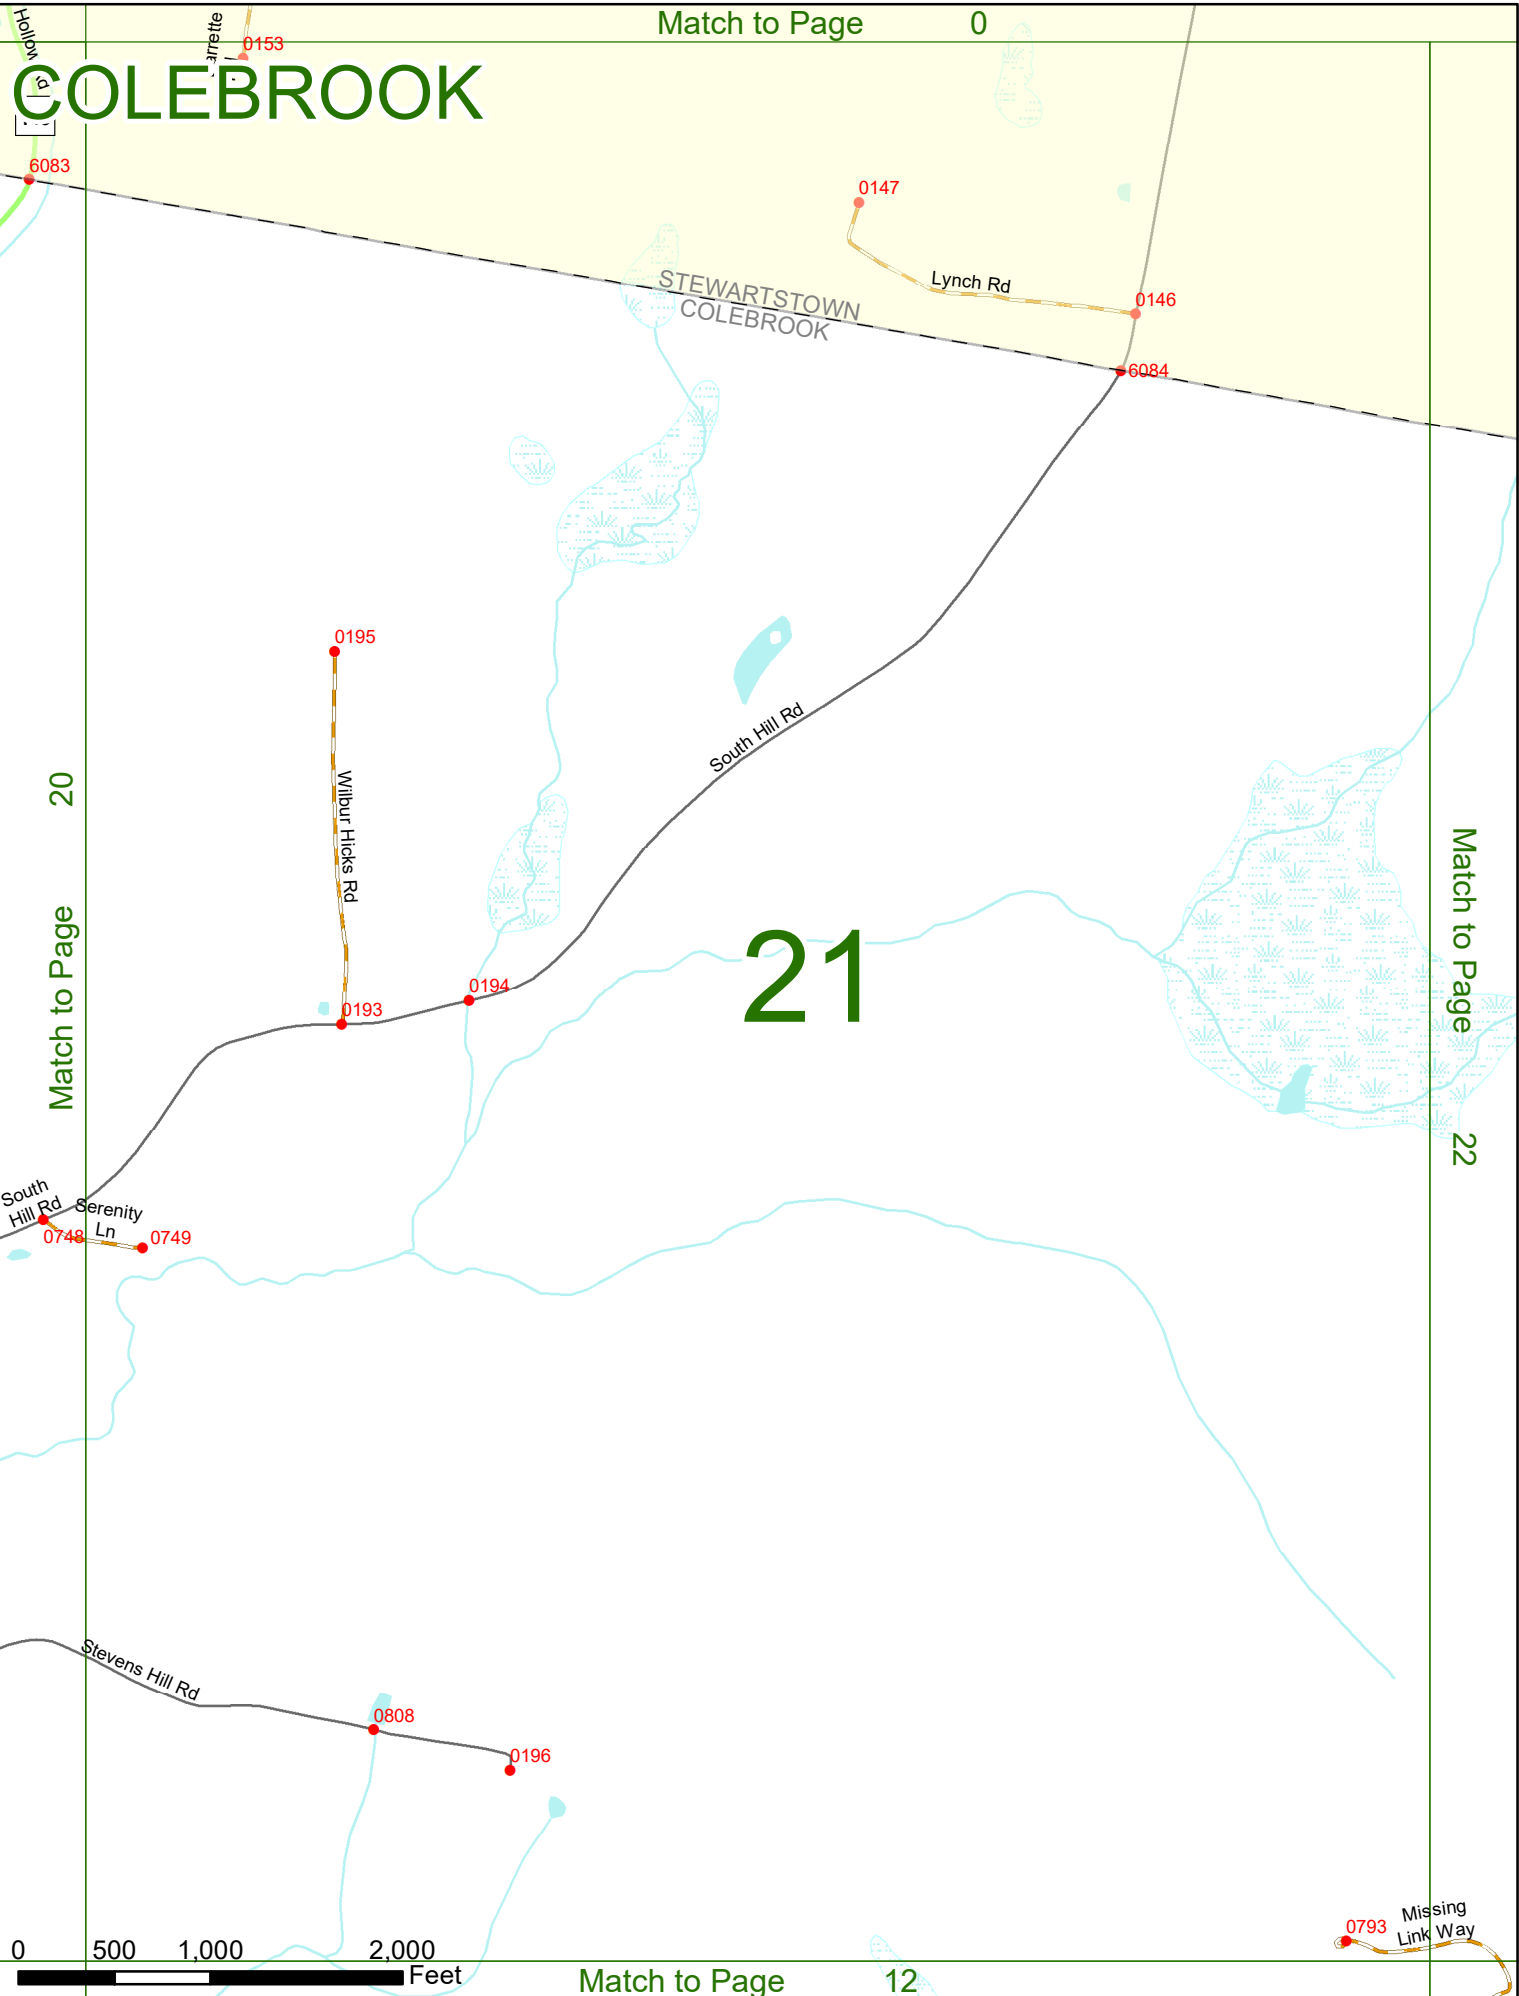 Match to Page 0
Hollow Rd
0153
COLEBROOK
6083
0147
Lynch Rd
0146
STEWARTSTOWN
COLEBROOK
6084
0195
Wilbur Hicks Rd
South Hill Rd
Match to Page 20
21
Match to Page 22
0194
0193
South
Hill Rd
Serenity
Ln
0748
0749
Stevens Hill Rd
0808
0196
Missing
Link Way
0793
0 500 1,000 2,000
Feet
Match to Page 12